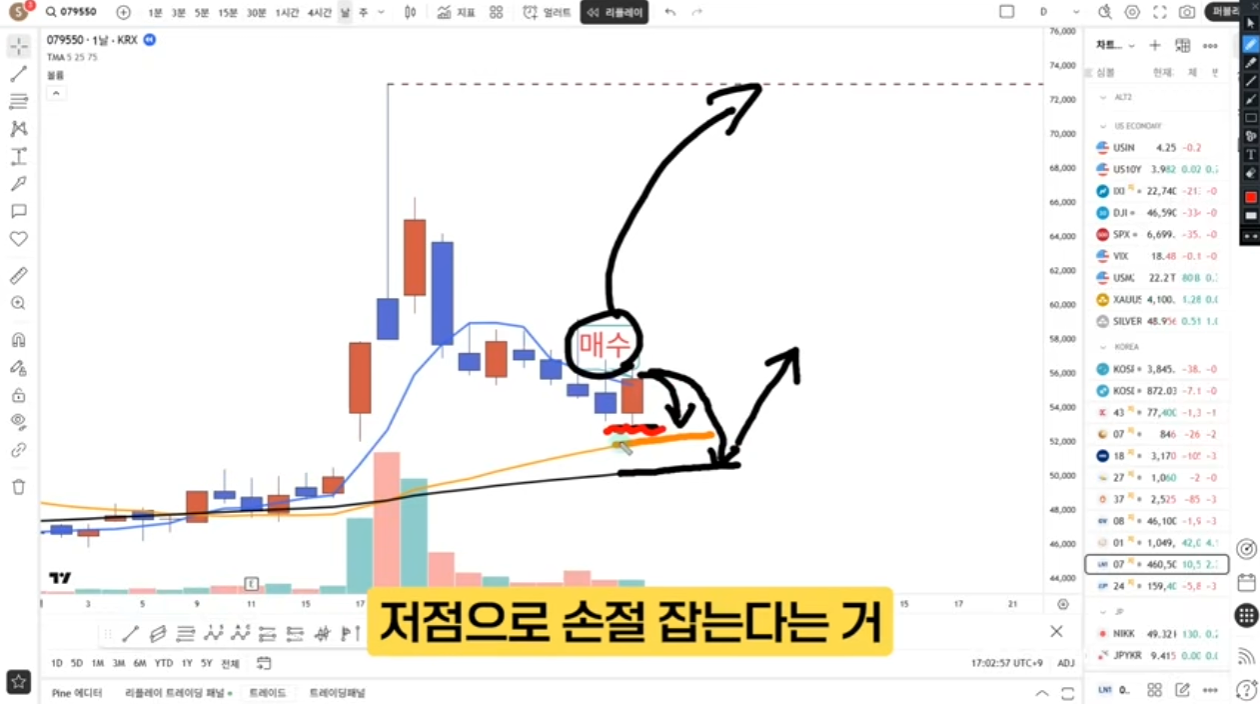 079550
1분 3분 5분 15분 30분 1시간 4시간 날 주
지표
얼러트
리플레이
D
퍼블리
079550 · 1날 · KRX
TMA 5 25 75
볼륨
76,000
74,000
72,000
70,000
68,000
66,000
64,000
62,000
60,000
58,000
56,000
54,000
52,000
50,000
48,000
46,000
44,000
매수
차트...
심볼 현재. 체 변
ALT2
US ECONOMY
USIN 4.25 -0.2
US10Y 3.982 0.02 0.
IXI 22,740 -21 -0
DJI 46,590 -33 -0
SPX 6,699. -35. -0
VIX 18.48 -0.1 -0
USM. 22.2T 80B 0.
XAUUS 4,100. 1.28 0.0
SILVER 48.956 0.51 1.0
KOREA
KOSI 3,845. -38. -0
KOSI 872.03 -7.1 -0
43 77,400 -1,3 -1
07 846 -26 -2
18 3,170 -10 -3
27 1,060 -2 -0
37 2,525 -85 -3
08 46,100 -1,9 -3
01 1,049, 42,0 4.
07 460,50 10,5 2.
24 159,40 -5,8 -3
JP
NIKK 49.32 130. 0.2
JPYKR 9.415 0.00 0.0
E
3 5 7 9 11 13 15 17 15 17 21
저점으로 손절 잡는다는 거
1D 5D 1M 3M 6M YTD 1Y 5Y 전체
17:02:57 UTC+9 ADJ
Pine 에디터 리플레이 트레이딩 패널 트레이드 트레이딩패널
LN1 0..